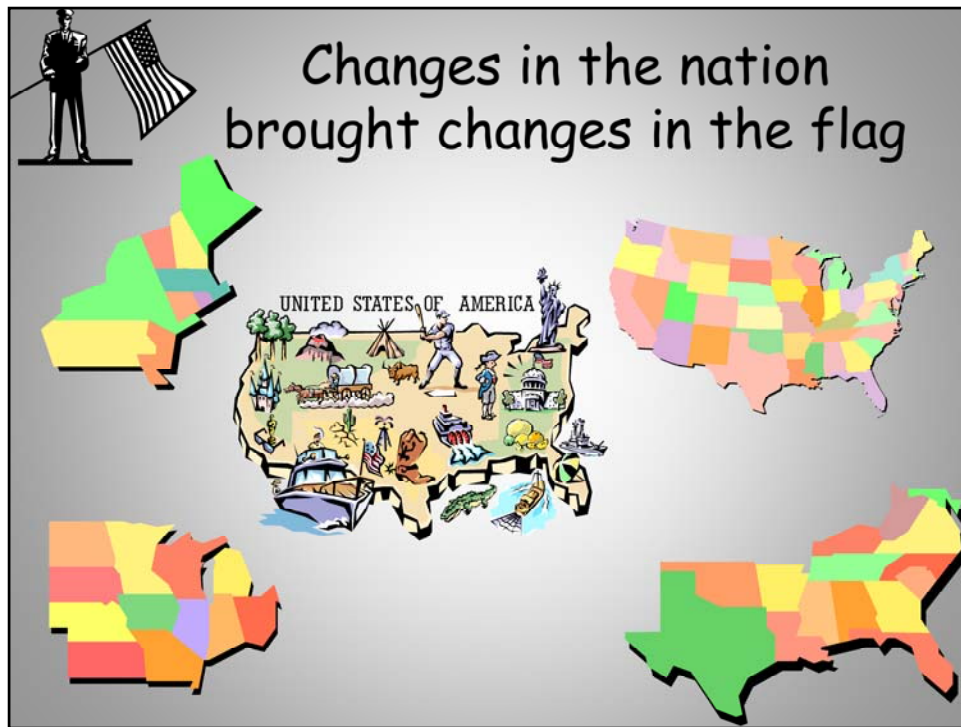 Changes in the nation
brought changes in the flag
UNITED STATES OF AMERICA